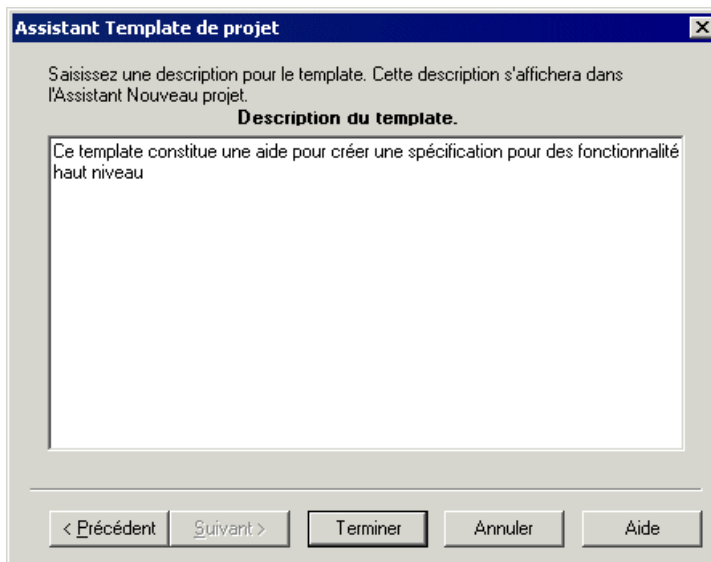 Assistant Template de projet
Saisissez une description pour le template. Cette description s'affichera dans
l'Assistant Nouveau projet.
Description du template.
Ce template constitue une aide pour créer une spécification pour des fonctionnalité
haut niveau
< Précédent Suivant > Terminer Annuler Aide